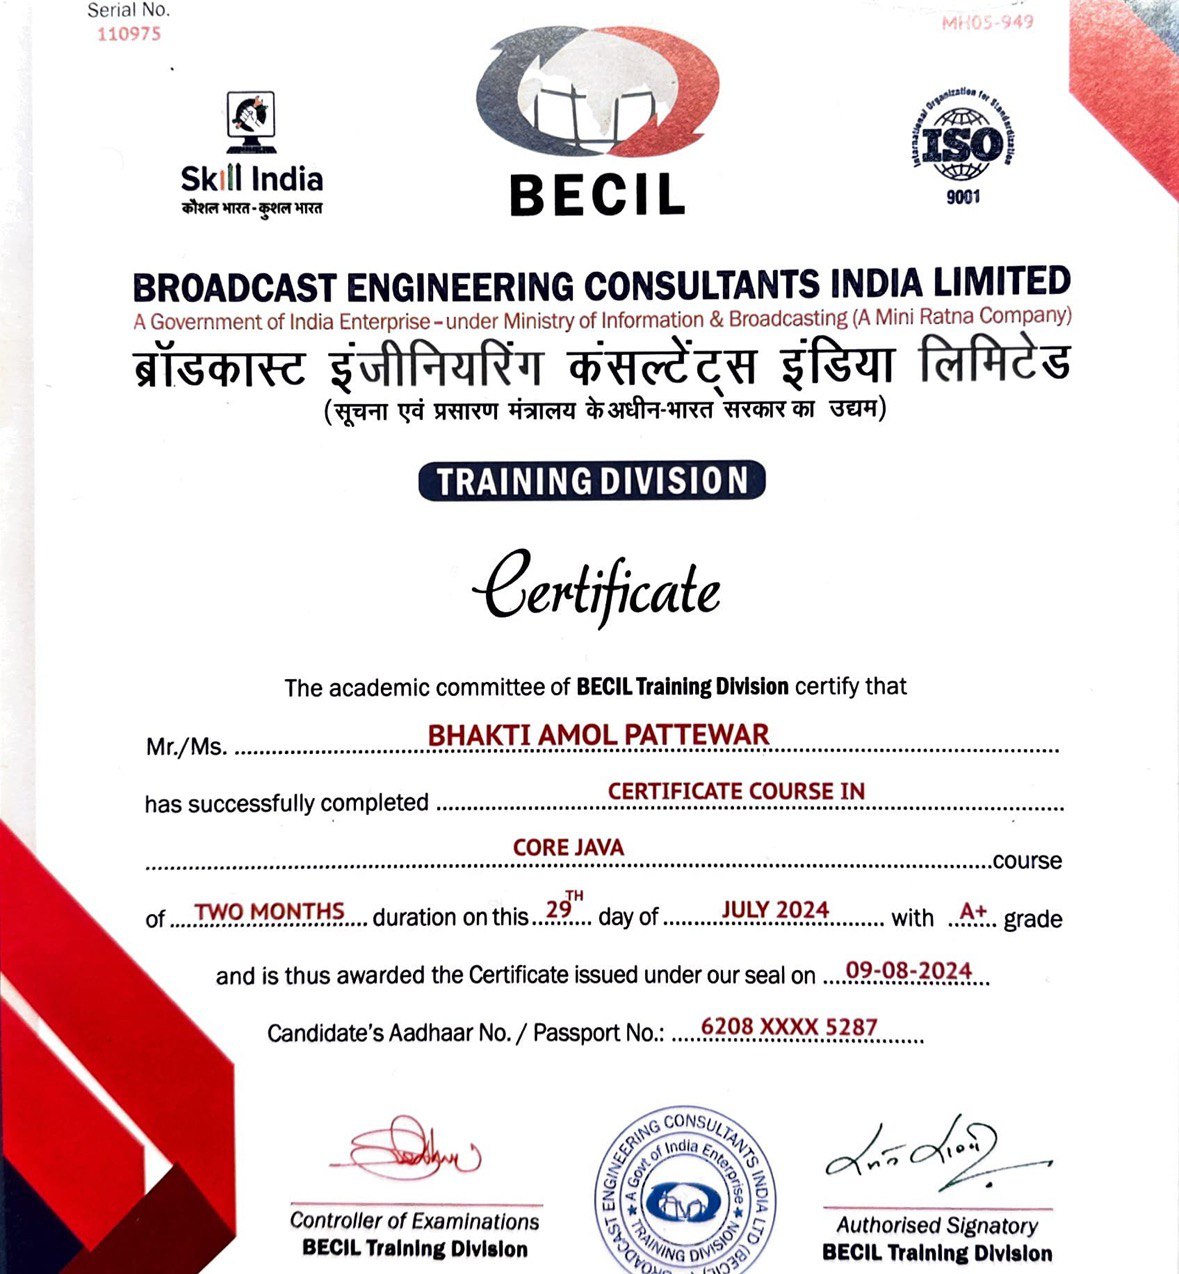 Serial No.
110975
MH05-949
Skill India
कौशल भारत - कुशल भारत
BECIL
International Organization for Standardization
ISO
9001
BROADCAST ENGINEERING CONSULTANTS INDIA LIMITED
A Government of India Enterprise – under Ministry of Information & Broadcasting (A Mini Ratna Company)
ब्रॉडकास्ट इंजीनियरिंग कंसल्टेंट्स इंडिया लिमिटेड
(सूचना एवं प्रसारण मंत्रालय के अधीन-भारत सरकार का उद्यम)
TRAINING DIVISION
Certificate
The academic committee of BECIL Training Division certify that
Mr./Ms. BHAKTI AMOL PATTEWAR
has successfully completed CERTIFICATE COURSE IN
CORE JAVA course
of TWO MONTHS duration on this 29TH day of JULY 2024 with A+ grade
and is thus awarded the Certificate issued under our seal on 09-08-2024
Candidate's Aadhaar No. / Passport No.: 6208 XXXX 5287
BROADCAST ENGINEERING CONSULTANTS INDIA LTD (BECIL)
A Govt of India Enterprise
TRAINING DIVISION
Controller of Examinations
BECIL Training Division
Authorised Signatory
BECIL Training Division